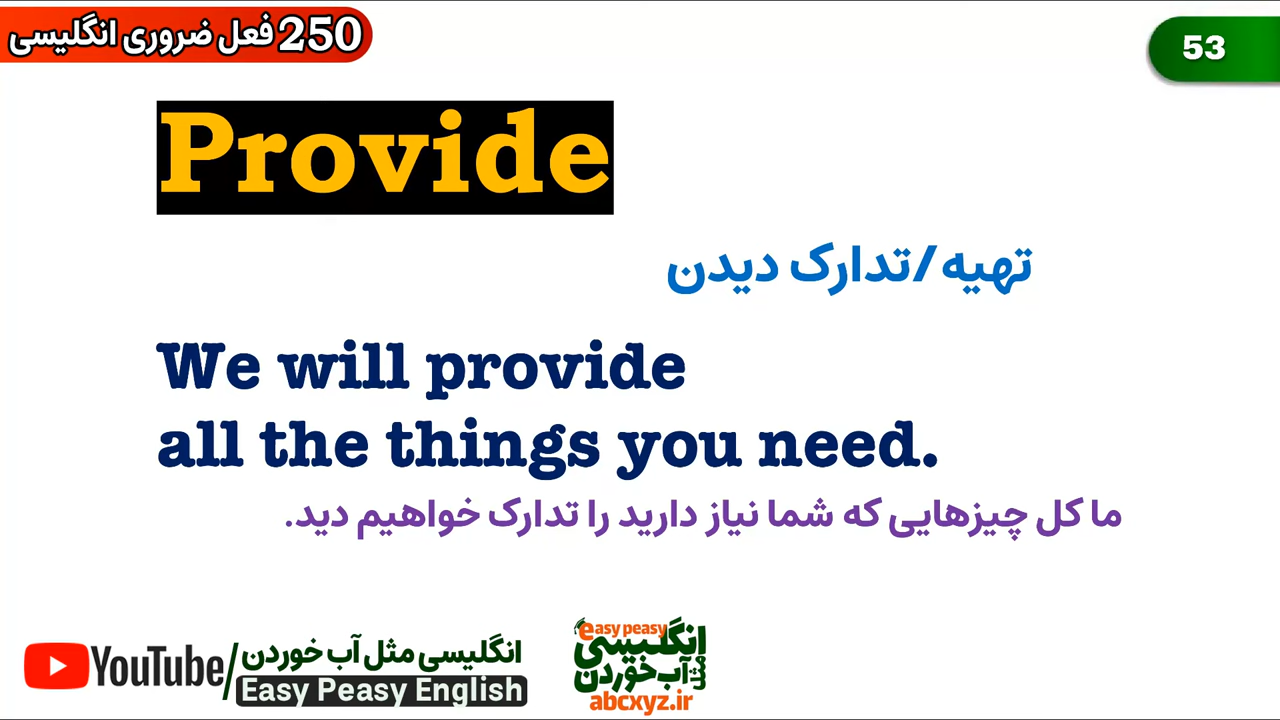 250 فعل ضروری انگلیسی
53
Provide
تهیه/تدارک دیدن
We will provide
all the things you need.
ما کل چیزهایی که شما نیاز دارید را تدارک خواهیم دید.
YouTube/انگلیسی مثل آب خوردن
Easy Peasy English
easy peasy
انگلیسی
مثل آب خوردن
abcxyz.ir